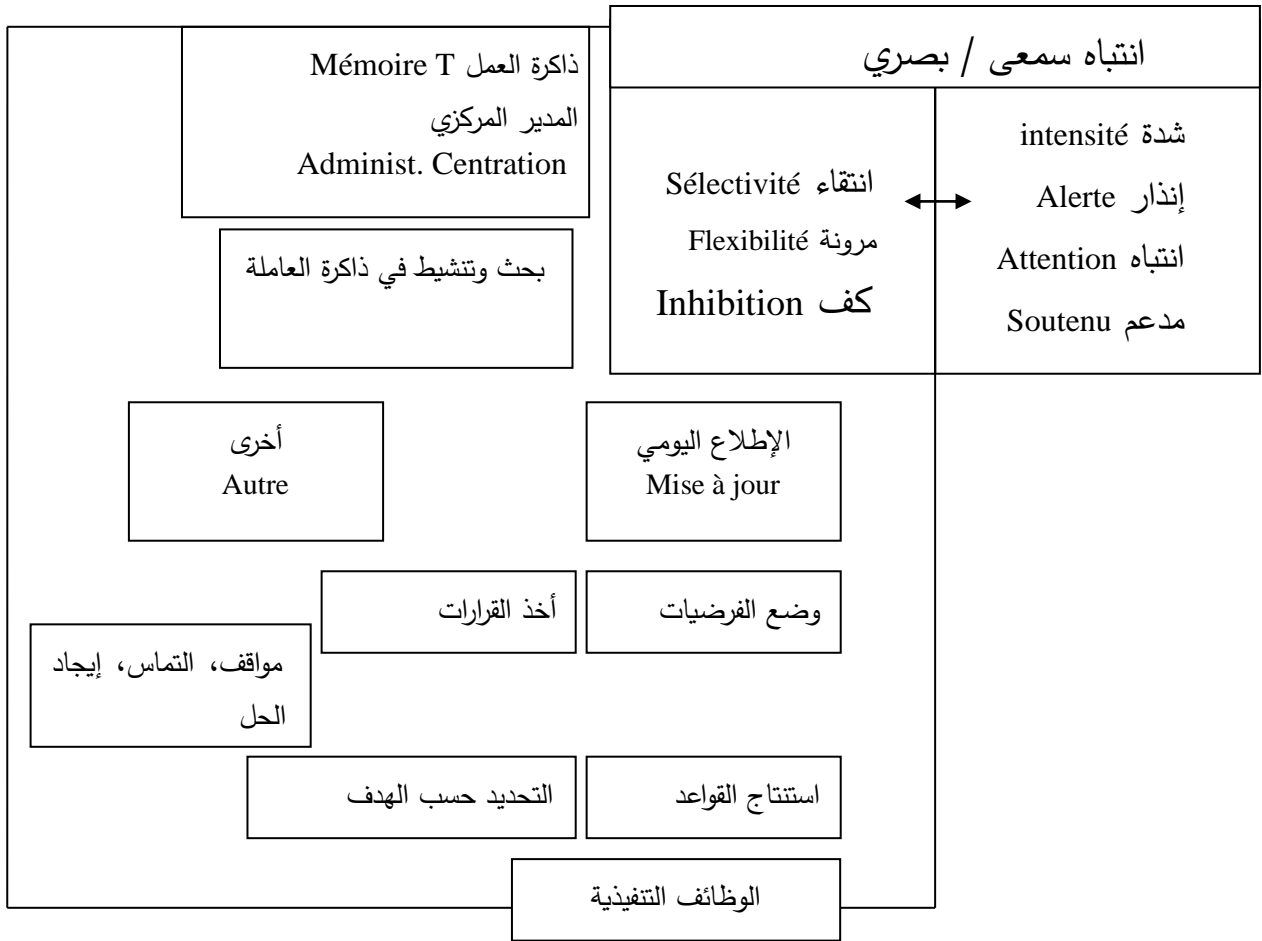 انتباه سمعى / بصري
شدة intensité
إنذار Alerte
انتباه Attention
مدعم Soutenu
انتقاء Sélectivité
مرونة Flexibilité
كف Inhibition
ذاكرة العمل Mémoire T
المدير المركزي
Administ. Centration
بحث وتنشيط في ذاكرة العاملة
الإطلاع اليومي
Mise à jour
أخرى
Autre
وضع الفرضيات
أخذ القرارات
مواقف، التماس، إيجاد
الحل
استنتاج القواعد
التحديد حسب الهدف
الوظائف التنفيذية